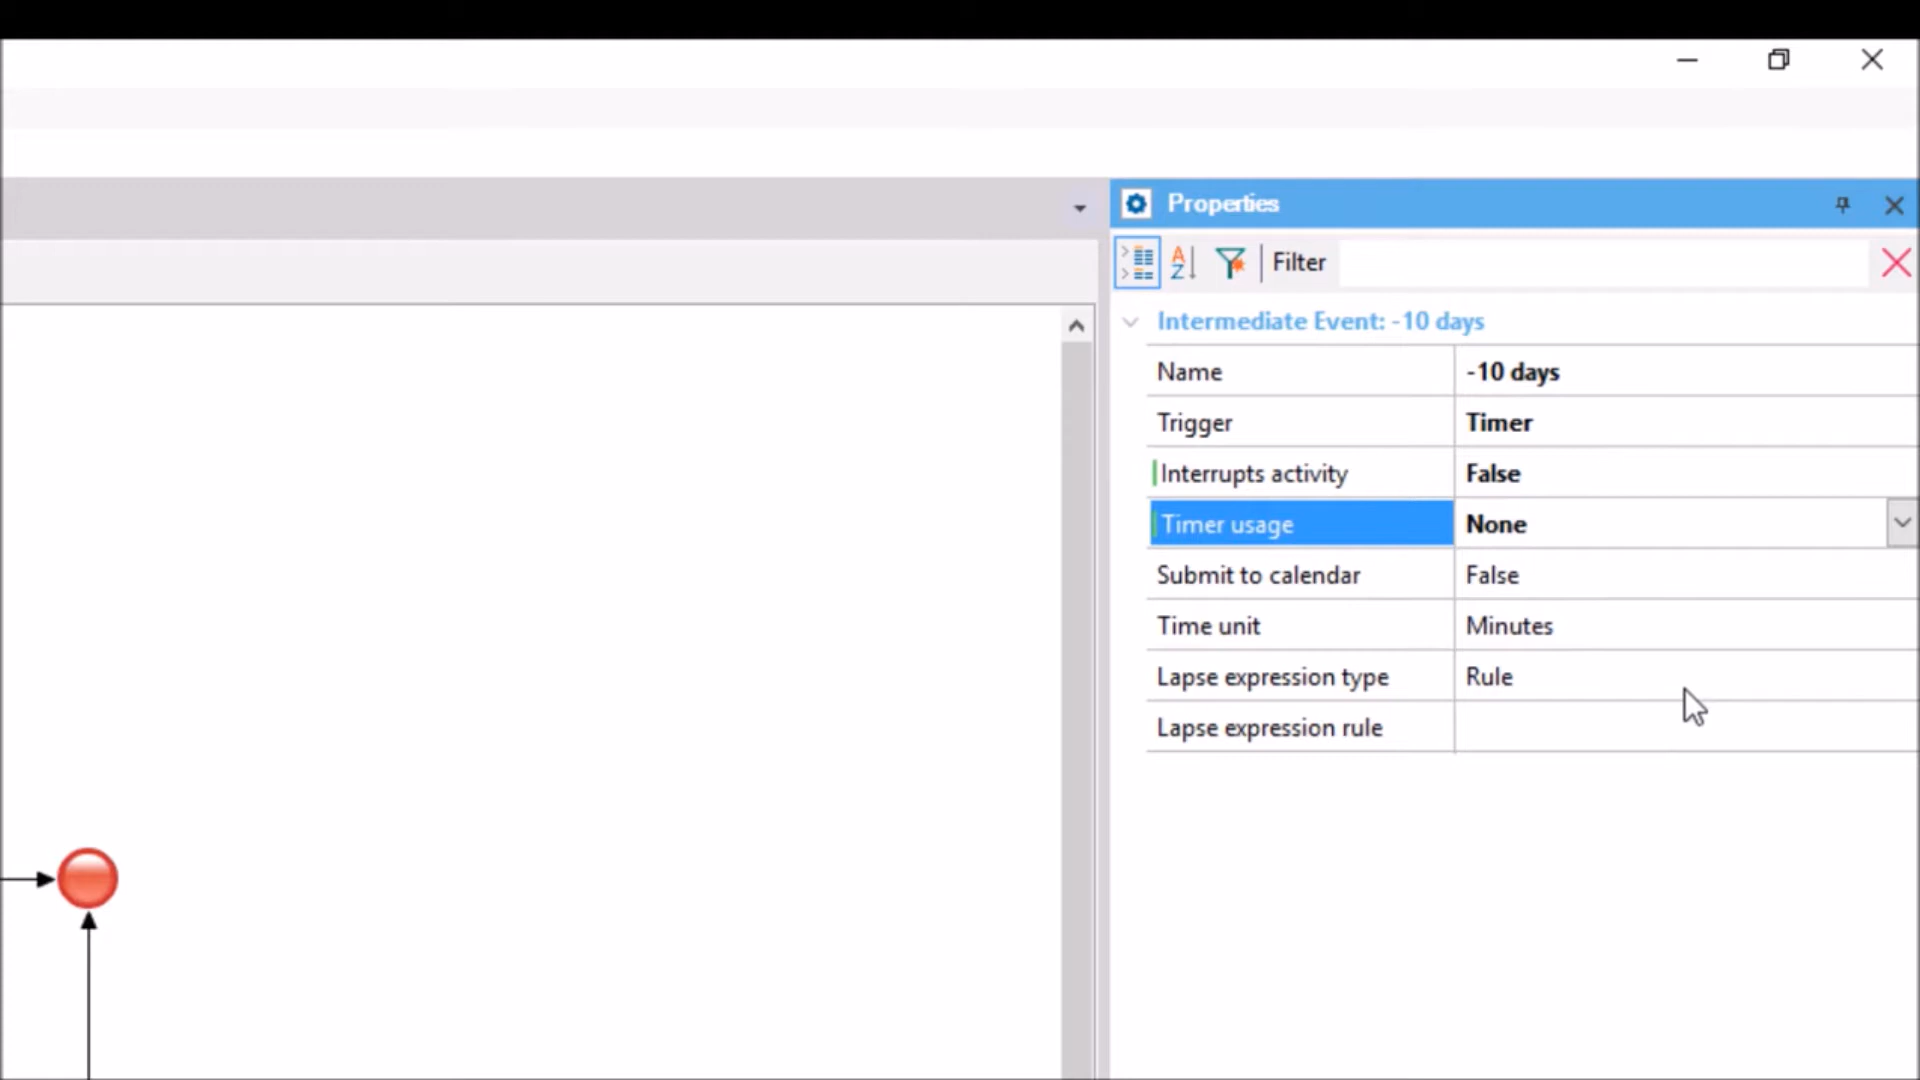 Properties
Filter
Intermediate Event: -10 days
Name -10 days
Trigger Timer
Interrupts activity False
Timer usage None
Submit to calendar False
Time unit Minutes
Lapse expression type Rule
Lapse expression rule